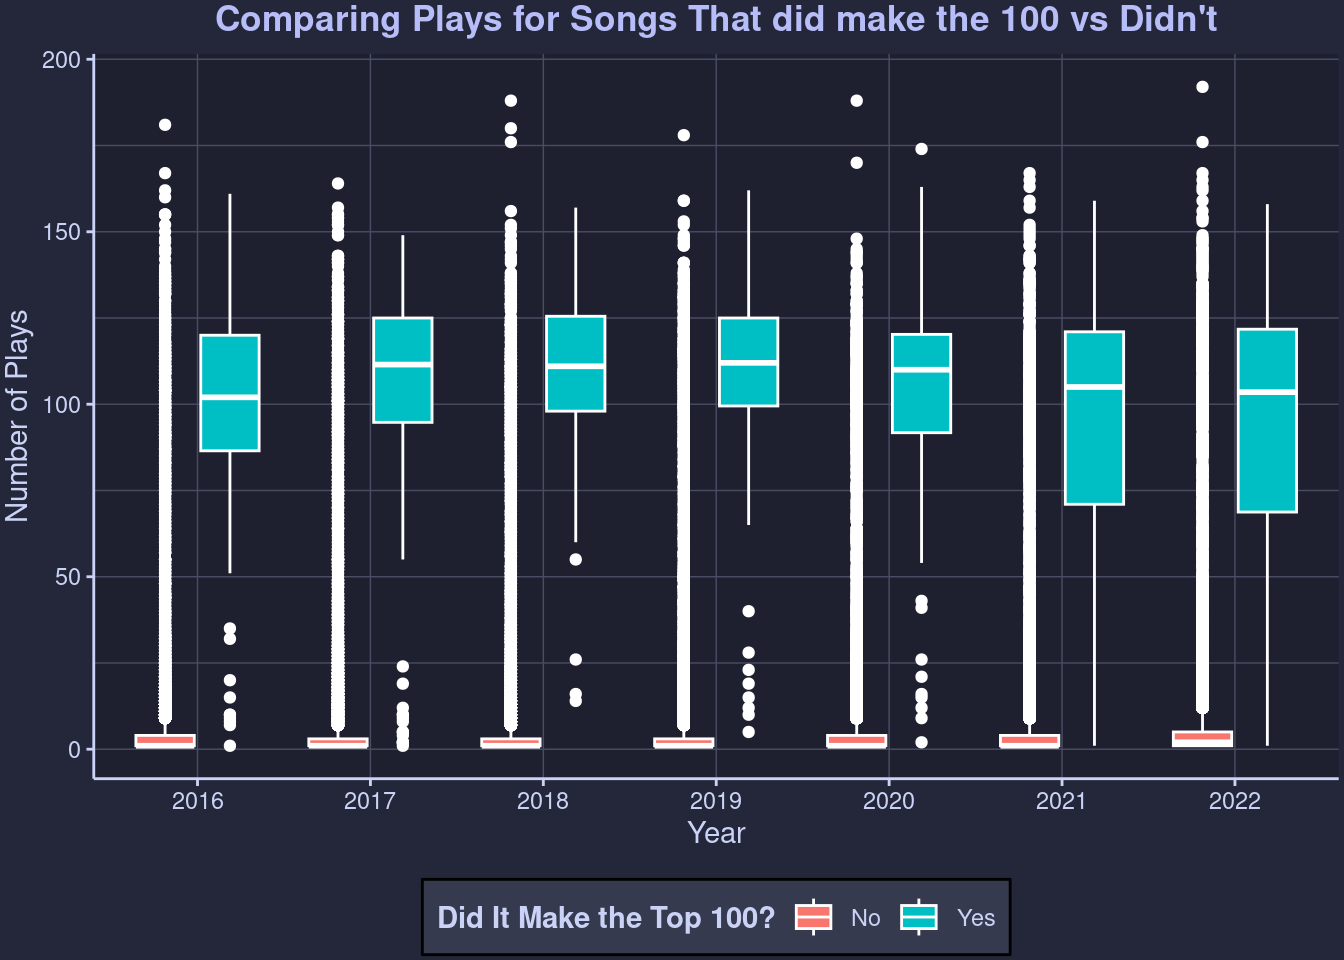 Comparing Plays for Songs That did make the 100 vs Didn't
200
150
100
50
0
Number of Plays
2016 2017 2018 2019 2020 2021 2022
Year
Did It Make the Top 100? No Yes